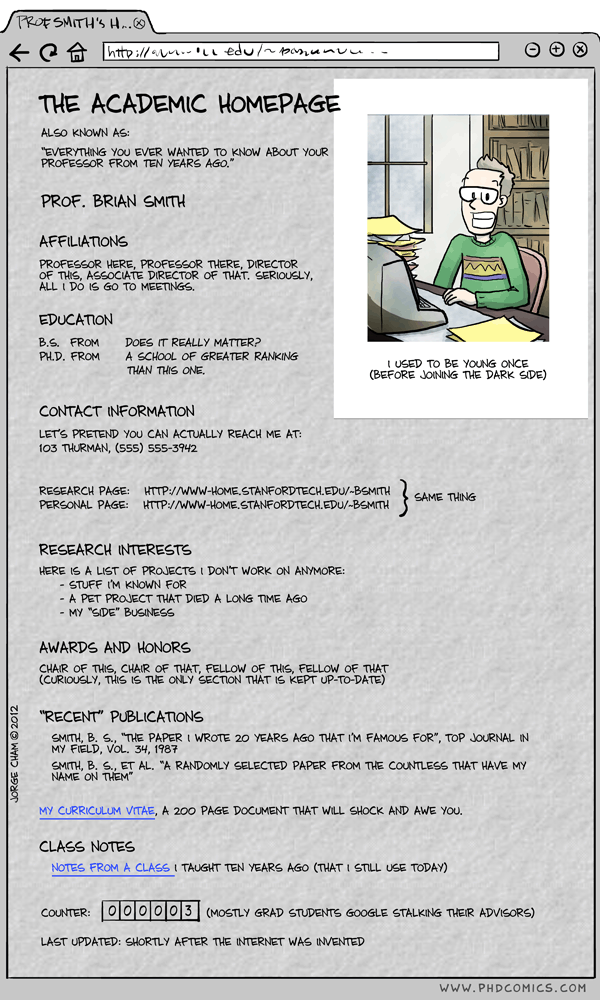 PROF SMITH'S H...
http://
edu/~
THE ACADEMIC HOMEPAGE
ALSO KNOWN AS:
"EVERYTHING YOU EVER WANTED TO KNOW ABOUT YOUR
PROFESSOR FROM TEN YEARS AGO."
PROF. BRIAN SMITH
AFFILIATIONS
PROFESSOR HERE, PROFESSOR THERE, DIRECTOR
OF THIS, ASSOCIATE DIRECTOR OF THAT. SERIOUSLY,
ALL I DO IS GO TO MEETINGS.
EDUCATION
B.S. FROM DOES IT REALLY MATTER?
PH.D. FROM A SCHOOL OF GREATER RANKING
THAN THIS ONE.
I USED TO BE YOUNG ONCE
(BEFORE JOINING THE DARK SIDE)
CONTACT INFORMATION
LET'S PRETEND YOU CAN ACTUALLY REACH ME AT:
103 THURMAN, (555) 555-3942
RESEARCH PAGE: HTTP://WWW-HOME.STANFORDTECH.EDU/~BSMITH
PERSONAL PAGE: HTTP://WWW-HOME.STANFORDTECH.EDU/~BSMITH
SAME THING
RESEARCH INTERESTS
HERE IS A LIST OF PROJECTS I DON'T WORK ON ANYMORE:
- STUFF I'M KNOWN FOR
- A PET PROJECT THAT DIED A LONG TIME AGO
- MY "SIDE" BUSINESS
AWARDS AND HONORS
CHAIR OF THIS, CHAIR OF THAT, FELLOW OF THIS, FELLOW OF THAT
(CURIOUSLY, THIS IS THE ONLY SECTION THAT IS KEPT UP-TO-DATE)
"RECENT" PUBLICATIONS
SMITH, B. S., "THE PAPER I WROTE 20 YEARS AGO THAT I'M FAMOUS FOR", TOP JOURNAL IN
MY FIELD, VOL. 34, 1987
SMITH, B. S., ET AL. "A RANDOMLY SELECTED PAPER FROM THE COUNTLESS THAT HAVE MY
NAME ON THEM"
MY CURRICULUM VITAE, A 200 PAGE DOCUMENT THAT WILL SHOCK AND AWE YOU.
CLASS NOTES
NOTES FROM A CLASS I TAUGHT TEN YEARS AGO (THAT I STILL USE TODAY)
COUNTER: 000003 (MOSTLY GRAD STUDENTS GOOGLE STALKING THEIR ADVISORS)
LAST UPDATED: SHORTLY AFTER THE INTERNET WAS INVENTED
JORGE CHAM © 2012
WWW.PHDCOMICS.COM